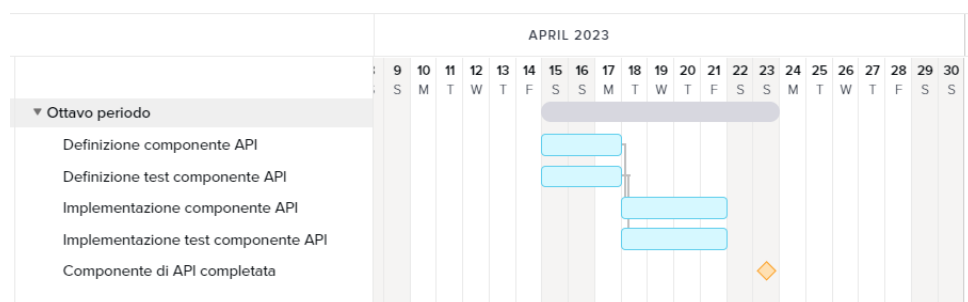 APRIL 2023
9 10 11 12 13 14 15 16 17 18 19 20 21 22 23 24 25 26 27 28 29 30
S M T W T F S S M T W T F S S M T W T F S S
Ottavo periodo
Definizione componente API
Definizione test componente API
Implementazione componente API
Implementazione test componente API
Componente di API completata